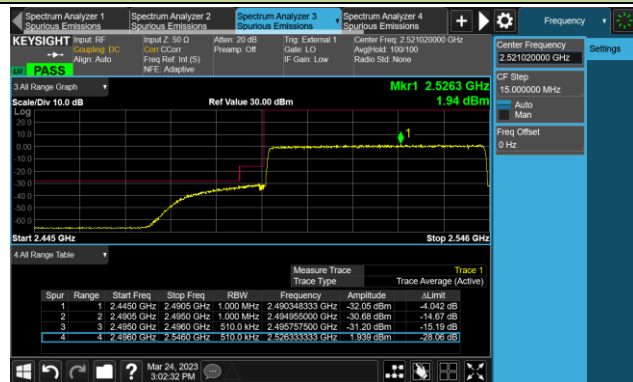 Spectrum Analyzer 1
Spurious Emissions
Spectrum Analyzer 2
Spurious Emissions
Spectrum Analyzer 3
Spurious Emissions
Spectrum Analyzer 4
Spurious Emissions
Frequency
KEYSIGHT
Input: RF
Coupling: DC
Align: Auto
Input Z: 50 Ω
Corr CCorr
Freq Ref: Int (S)
NFE: Adaptive
Atten: 20 dB
Preamp: Off
Trig: External 1
Gate: LO
IF Gain: Low
Center Freq: 2.521020000 GHz
Avg|Hold: 100/100
Radio Std: None
LM PASS
Center Frequency
2.521020000 GHz
Settings
CF Step
15.000000 MHz
Auto
Man
Freq Offset
0 Hz
3 All Range Graph
Mkr1 2.5263 GHz
Scale/Div 10.0 dB
Ref Value 30.00 dBm
1.94 dBm
Log
20.0
10.0
0.00
-10.0
-20.0
-30.0
-40.0
-50.0
-60.0
1
Start 2.445 GHz
Stop 2.546 GHz
4 All Range Table
Measure Trace Trace 1
Trace Type Trace Average (Active)
Spur Range Start Freq Stop Freq RBW Frequency Amplitude ΔLimit
1 1 2.4450 GHz 2.4905 GHz 1.000 MHz 2.490348333 GHz -32.05 dBm -4.042 dB
2 2 2.4905 GHz 2.4950 GHz 1.000 MHz 2.494955000 GHz -30.68 dBm -14.67 dB
3 3 2.4950 GHz 2.4960 GHz 510.0 kHz 2.495757500 GHz -31.20 dBm -15.19 dB
4 4 2.4960 GHz 2.5460 GHz 510.0 kHz 2.526333333 GHz 1.939 dBm -28.06 dB
Mar 24, 2023
3:02:32 PM